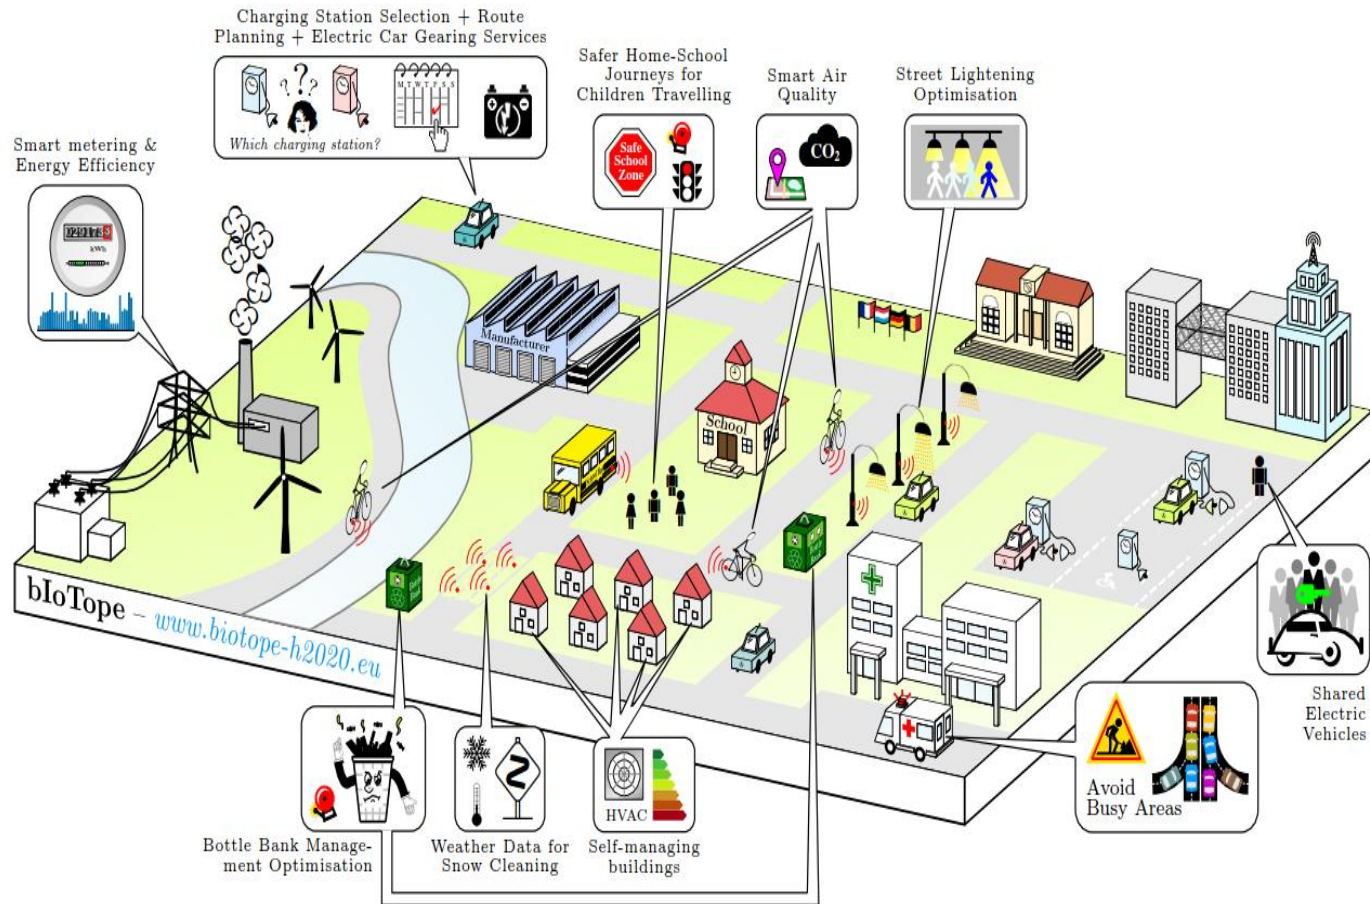 Charging Station Selection + Route
Planning + Electric Car Gearing Services
M T W T F S S
Which charging station?
Safer Home-School
Journeys for
Children Travelling
Safe
School
Zone
Smart Air
Quality
CO2
Street Lightening
Optimisation
Smart metering &
Energy Efficiency
kWh
Manufacturer
School
bIoTope – www.biotope-h2020.eu
Shared
Electric
Vehicles
Avoid
Busy Areas
HVAC
Bottle Bank Manage-
ment Optimisation
Weather Data for
Snow Cleaning
Self-managing
buildings